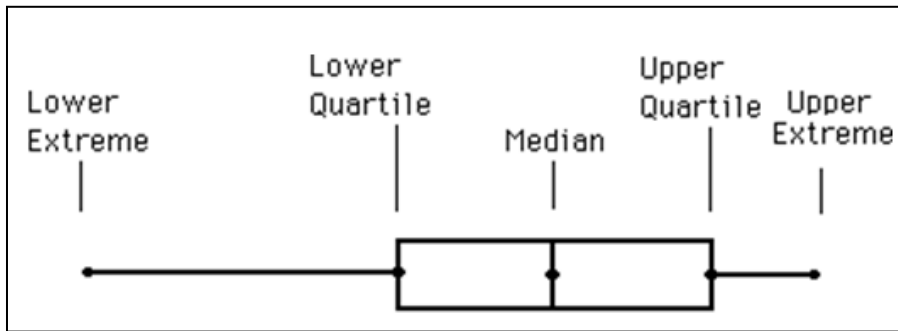 Lower
Extreme
Lower
Quartile
Median
Upper
Quartile
Upper
Extreme